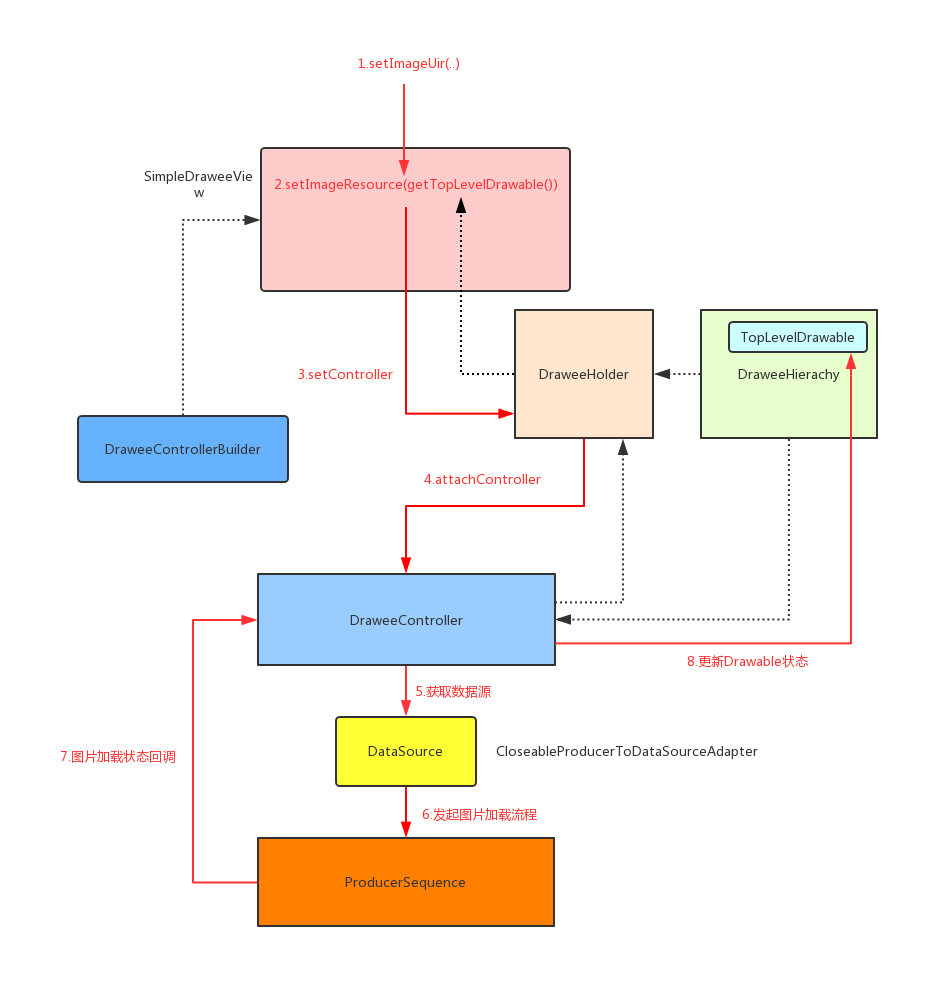 1.setImageUir(..)
SimpleDraweeVie
w
2.setImageResource(getTopLevelDrawable())
TopLevelDrawable
3.setController
DraweeHolder
DraweeHierachy
DraweeControllerBuilder
4.attachController
DraweeController
8.更新Drawable状态
5.获取数据源
7.图片加载状态回调
DataSource
CloseableProducerToDataSourceAdapter
6.发起图片加载流程
ProducerSequence